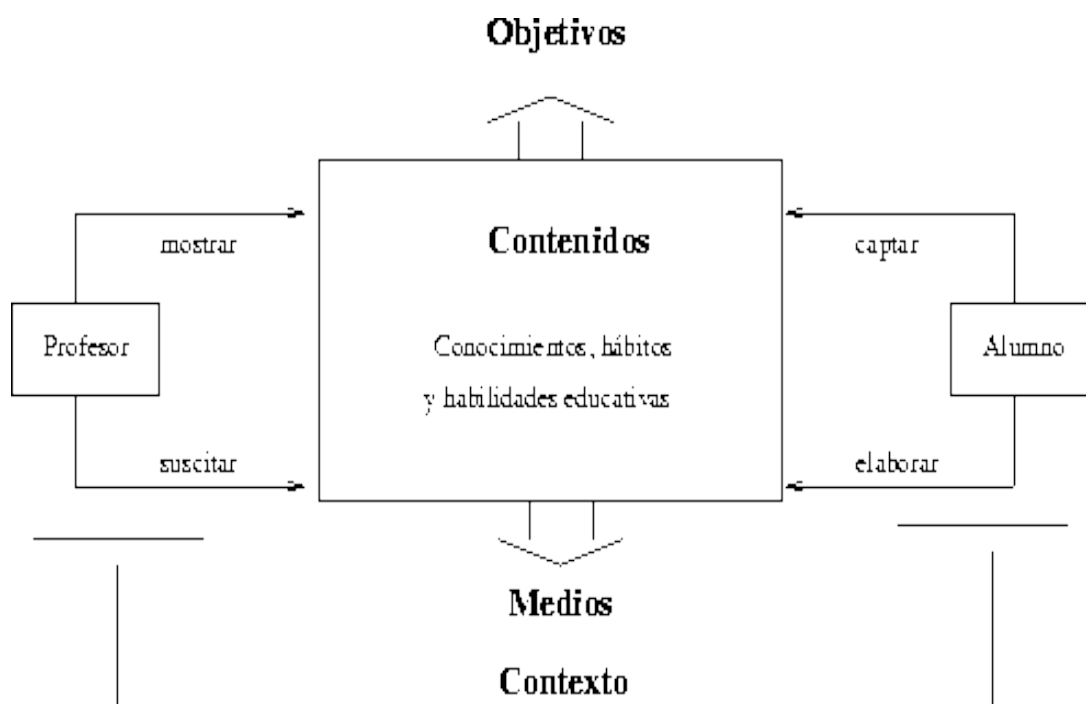 Objetivos
mostrar
captar
Contenidos
Profesor
Conocimientos, hábitos
y habilidades educativas
Alumno
suscitar
elaborar
Medios
Contexto